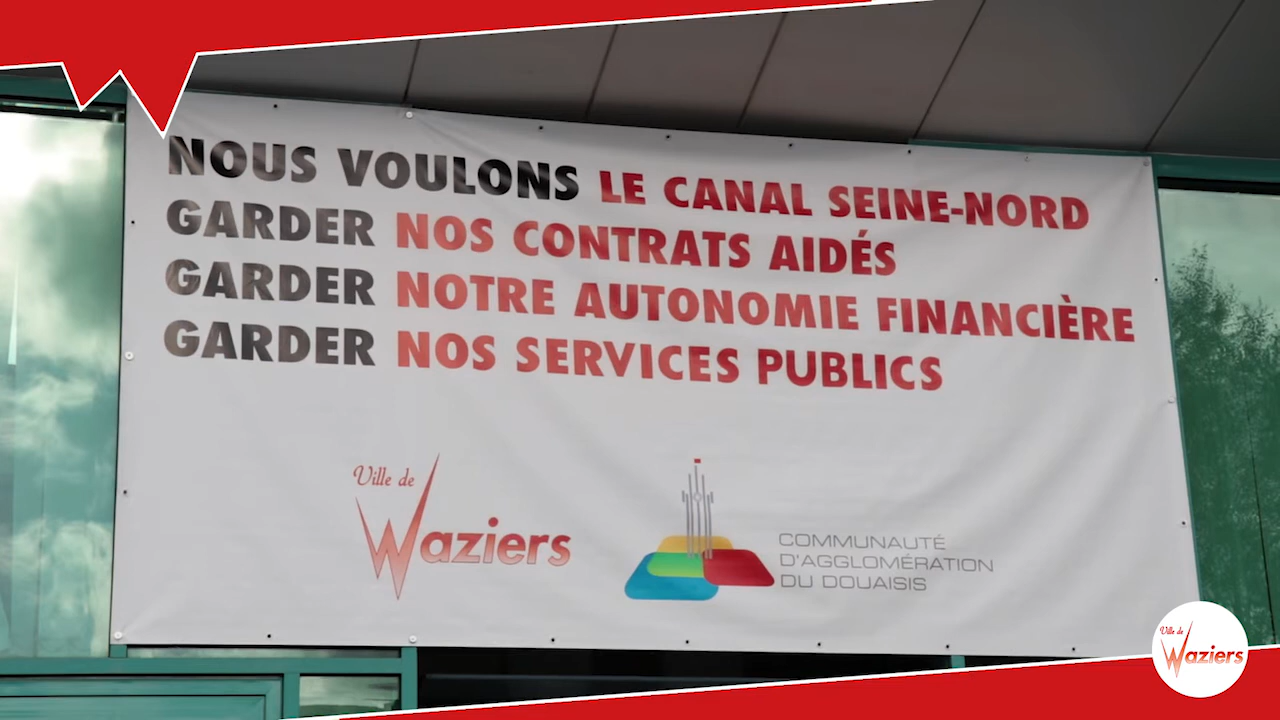 NOUS VOULONS LE CANAL SEINE-NORD
GARDER NOS CONTRATS AIDÉS
GARDER NOTRE AUTONOMIE FINANCIÈRE
GARDER NOS SERVICES PUBLICS
Ville de
Waziers
COMMUNAUTÉ
D'AGGLOMÉRATION
DU DOUAISIS
Ville de
Waziers